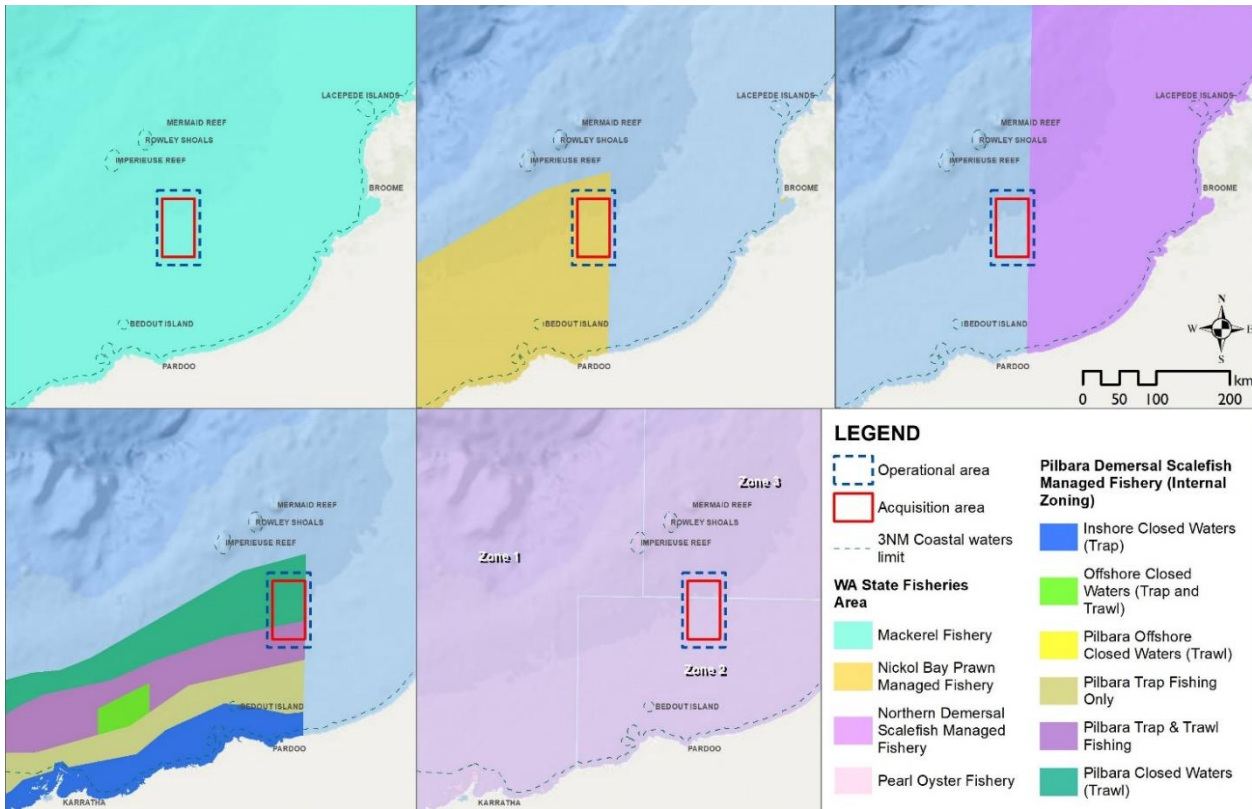 LACEPEDE ISLANDS
MERMAID REEF
ROWLEY SHOALS
IMPERIEUSE REEF
BROOME
BEDOUT ISLAND
PARDOO
LACEPEDE ISLANDS
MERMAID REEF
ROWLEY SHOALS
IMPERIEUSE REEF
BROOME
BEDOUT ISLAND
PARDOO
LACEPEDE ISLANDS
MERMAID REEF
ROWLEY SHOALS
IMPERIEUSE REEF
BROOME
BEDOUT ISLAND
PARDOO
N
W E
S
km
0 50 100 200
MERMAID REEF
ROWLEY SHOALS
IMPERIEUSE REEF
BEDOUT ISLAND
PARDOO
KARRATHA
Zone 3
MERMAID REEF
ROWLEY SHOALS
IMPERIEUSE REEF
Zone 1
Zone 2
BEDOUT ISLAND
PARDOO
KARRATHA
LEGEND
Operational area
Acquisition area
3NM Coastal waters
limit
WA State Fisheries
Area
Mackerel Fishery
Nickol Bay Prawn
Managed Fishery
Northern Demersal
Scalefish Managed
Fishery
Pearl Oyster Fishery
Pilbara Demersal Scalefish
Managed Fishery (Internal
Zoning)
Inshore Closed Waters
(Trap)
Offshore Closed
Waters (Trap and
Trawl)
Pilbara Offshore
Closed Waters (Trawl)
Pilbara Trap Fishing
Only
Pilbara Trap & Trawl
Fishing
Pilbara Closed Waters
(Trawl)